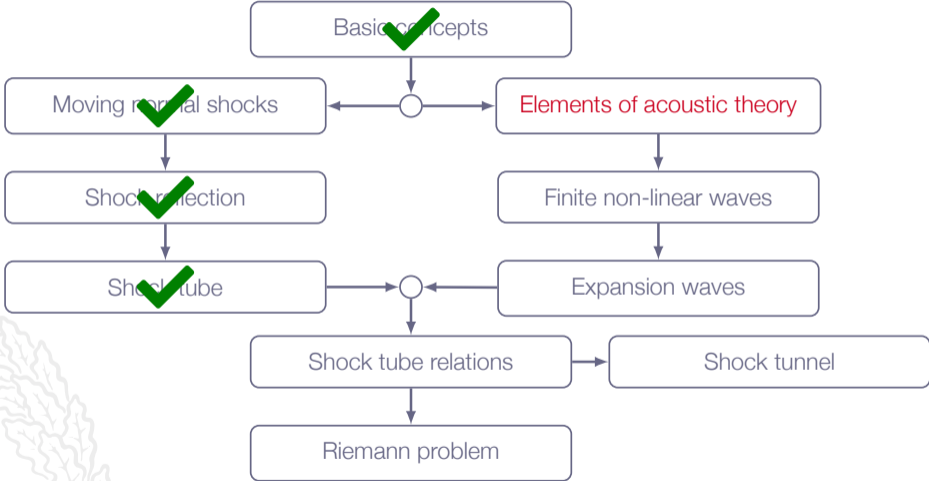 Basic concepts
Moving normal shocks
Elements of acoustic theory
Shock reflection
Finite non-linear waves
Shock tube
Expansion waves
Shock tube relations
Shock tunnel
Riemann problem